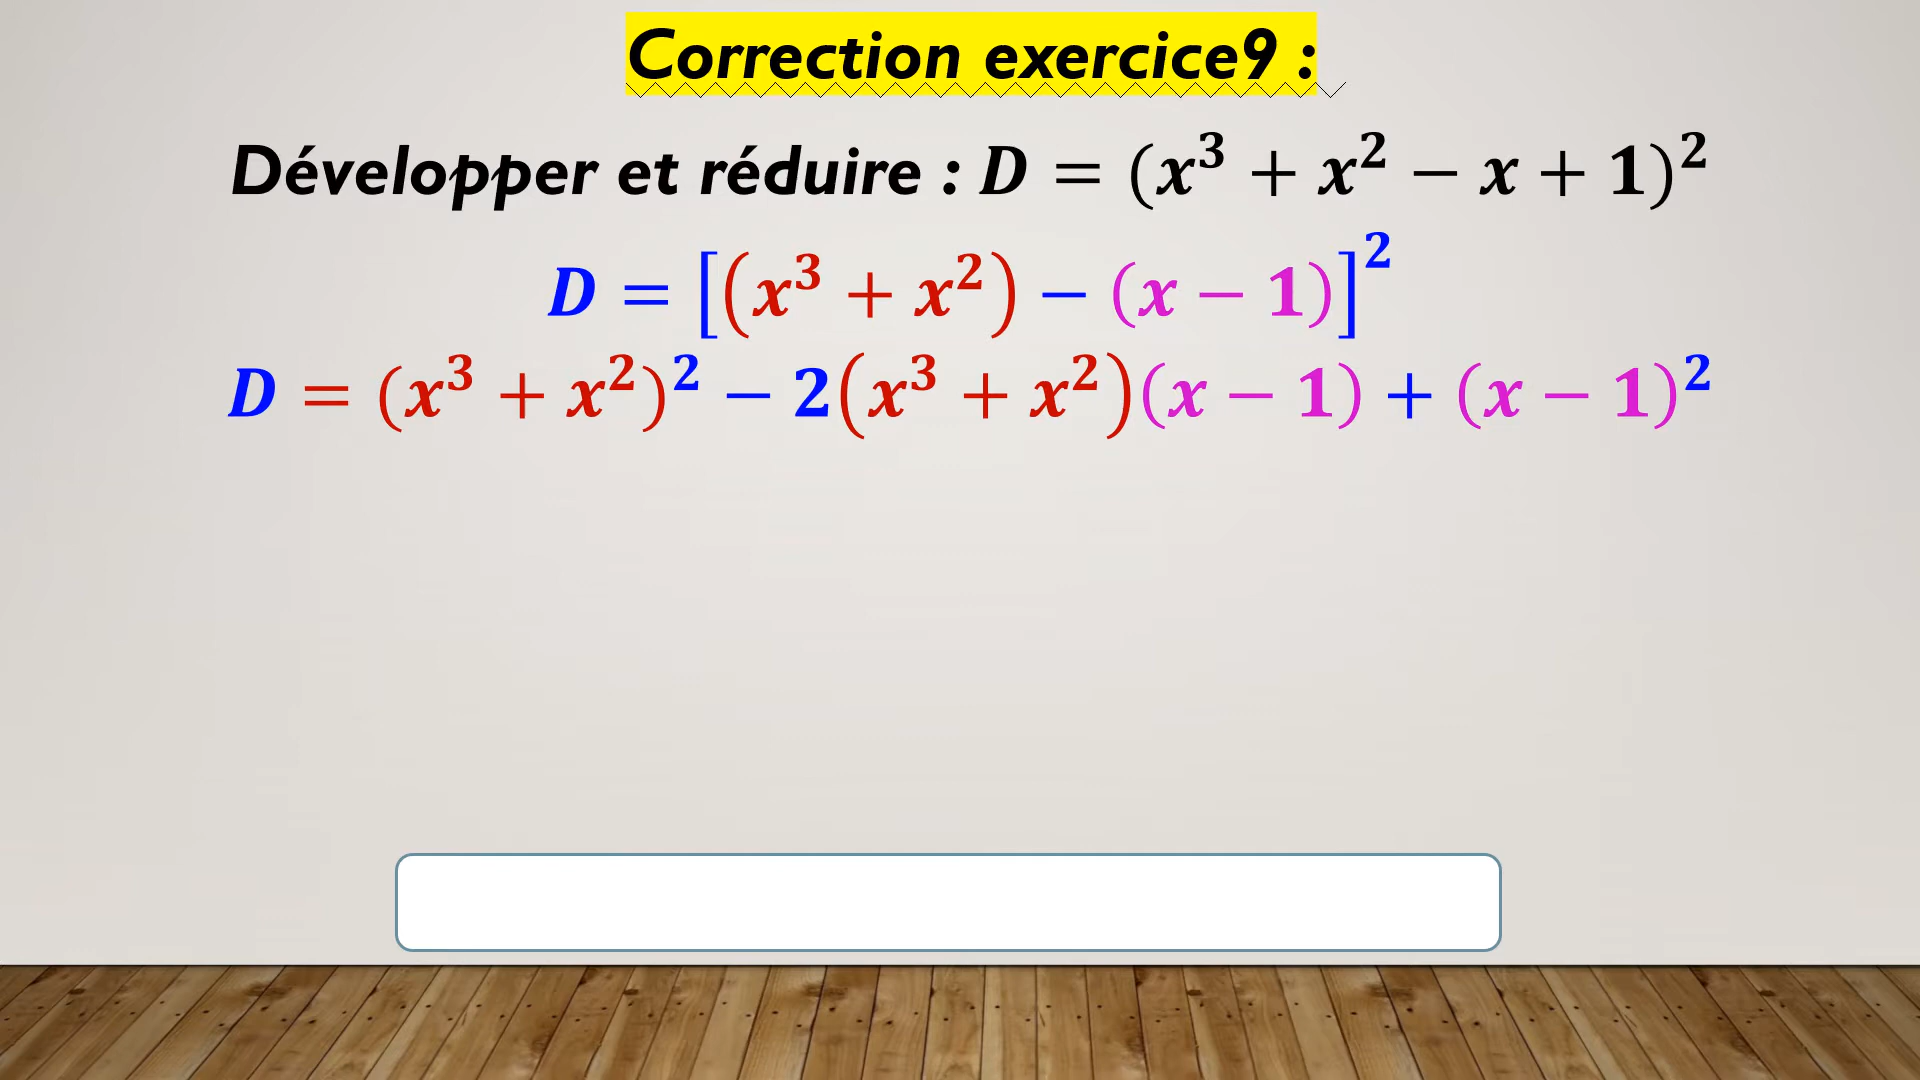 Correction exercice9 :
Développer et réduire : D = (x³ + x² − x + 1)²
D = [(x³ + x²) − (x − 1)]²
D = (x³ + x²)² − 2(x³ + x²)(x − 1) + (x − 1)²